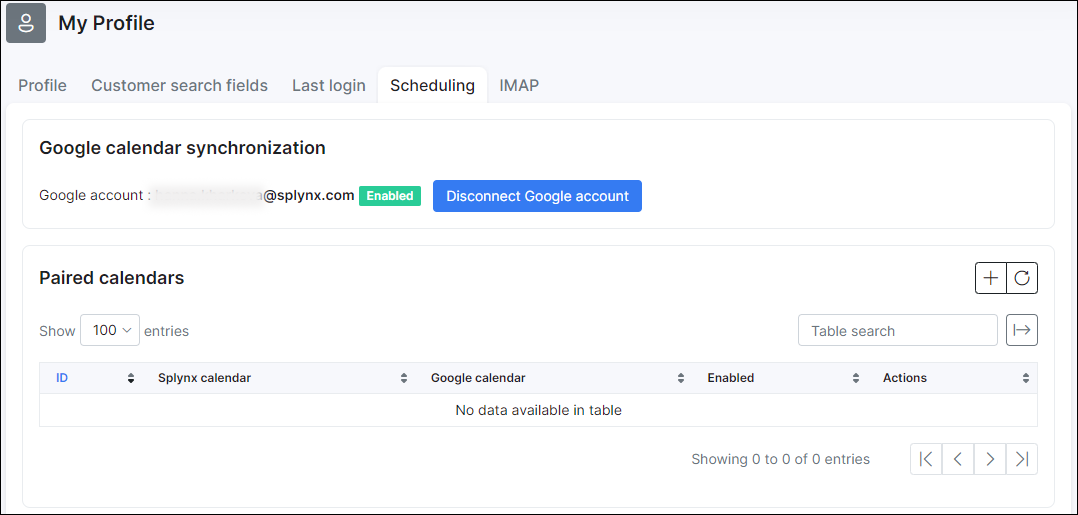 My Profile
Profile Customer search fields Last login Scheduling IMAP
Google calendar synchronization
Google account : @splynx.com Enabled Disconnect Google account
Paired calendars
Show 100 entries Table search
ID Splynx calendar Google calendar Enabled Actions
No data available in table
Showing 0 to 0 of 0 entries